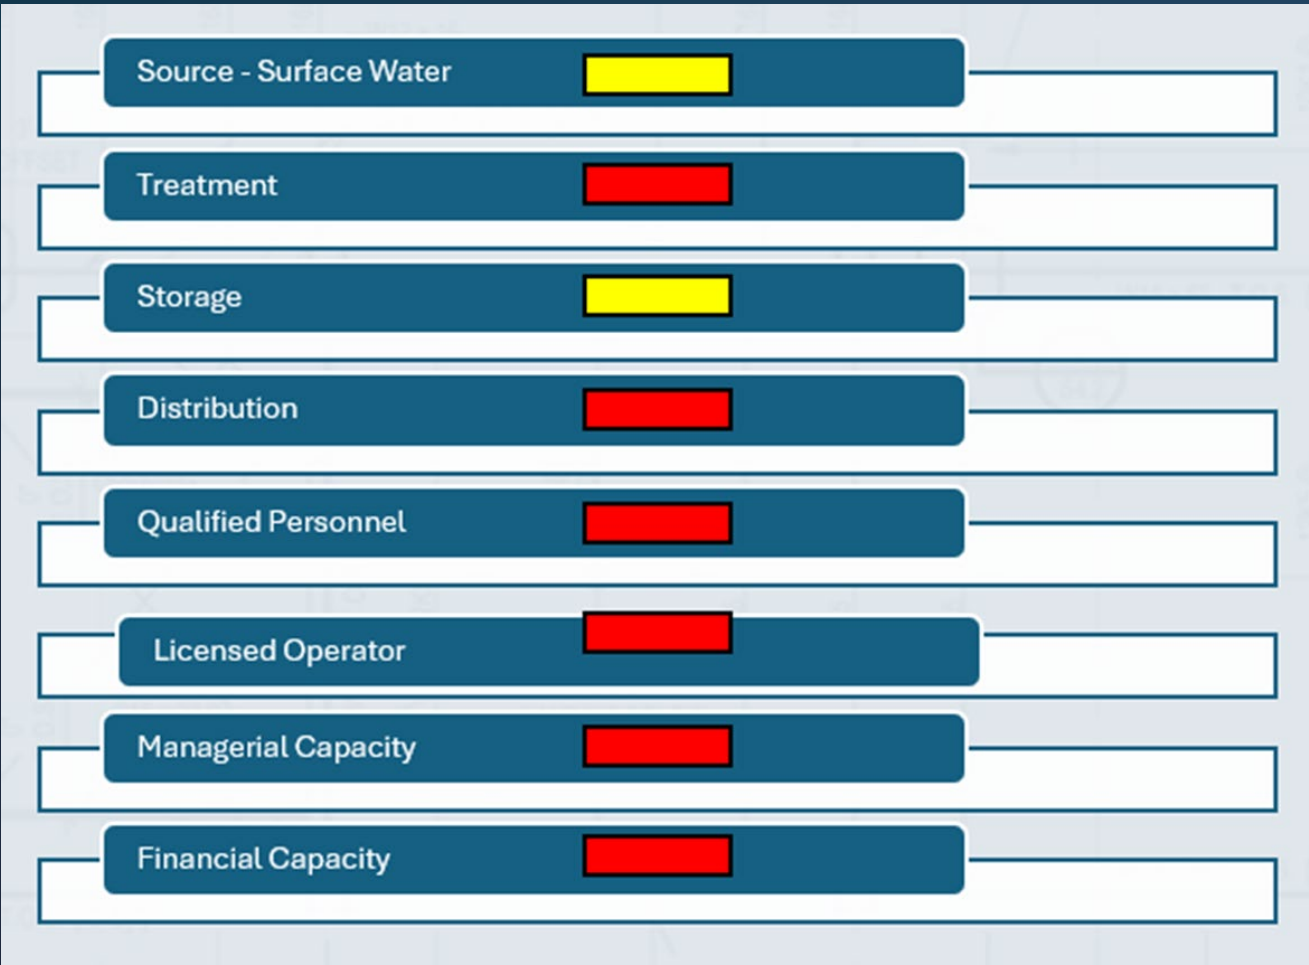 Source - Surface Water
Treatment
Storage
Distribution
Qualified Personnel
Licensed Operator
Managerial Capacity
Financial Capacity